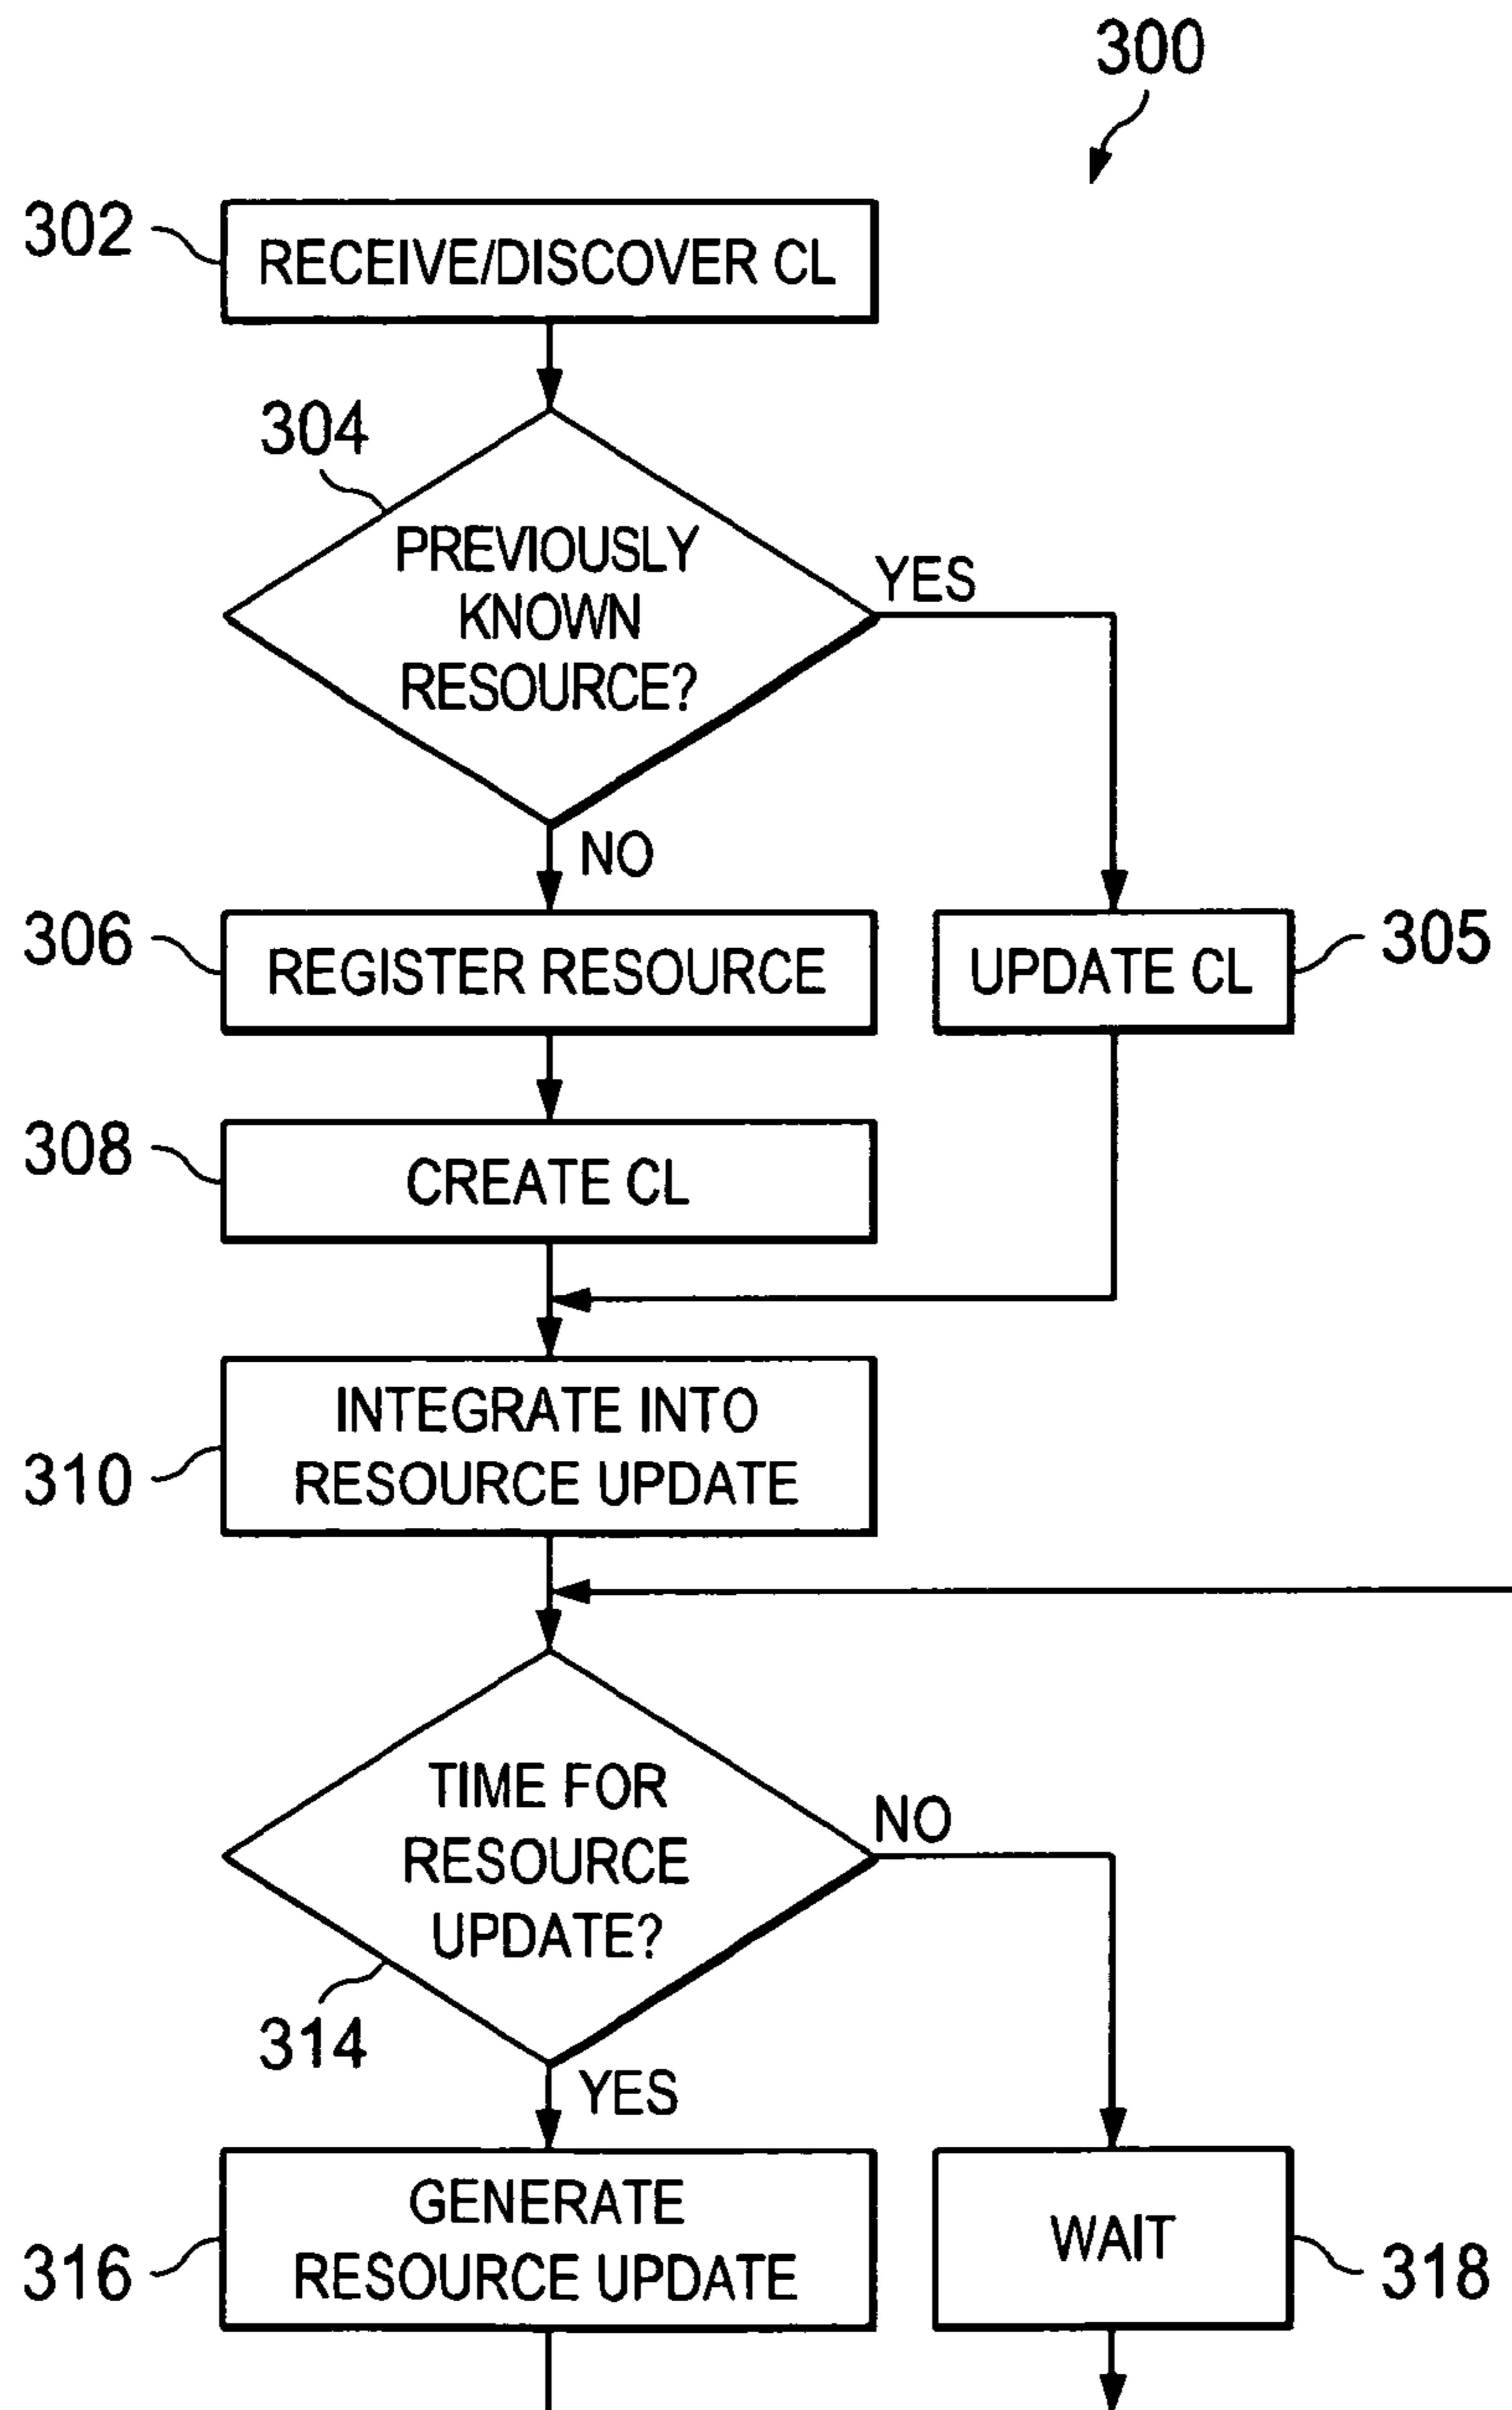 300
302
RECEIVE/DISCOVER CL
304
PREVIOUSLY
KNOWN
RESOURCE?
YES
NO
306
REGISTER RESOURCE
UPDATE CL
305
308
CREATE CL
INTEGRATE INTO
RESOURCE UPDATE
310
TIME FOR
RESOURCE
UPDATE?
NO
314
YES
GENERATE
RESOURCE UPDATE
316
WAIT
318